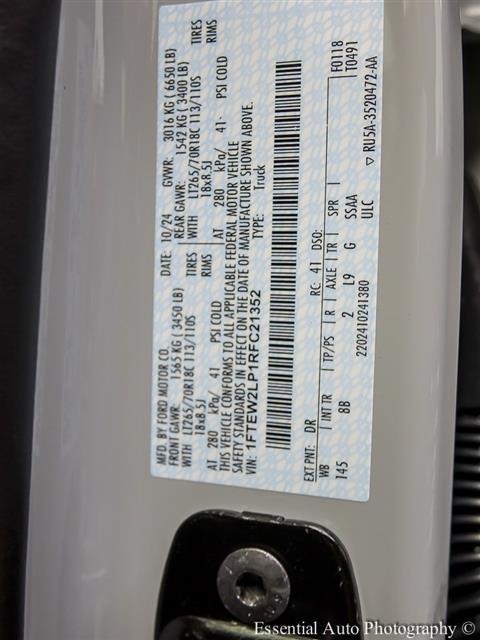 MFD. BY FORD MOTOR CO. DATE: 10/24 GVWR: 3016 KG ( 6650 LB)
FRONT GAWR: 1565 KG (3450 LB) REAR GAWR: 1542 KG ( 3400 LB)
WITH LT265/70R18C 113/110S TIRES WITH LT265/70R18C 113/110S TIRES
18x8.5J RIMS 18x8.5J RIMS
AT 280 kPa/ 41 PSI COLD AT 280 kPa/ 41 PSI COLD
THIS VEHICLE CONFORMS TO ALL APPLICABLE FEDERAL MOTOR VEHICLE
SAFETY STANDARDS IN EFFECT ON THE DATE OF MANUFACTURE SHOWN ABOVE.
VIN: 1FTEW2LP1RFC21352 Truck
F0118
T0491
EXT PNT: DR RC: 41 DSO:
WB INT TR TP/PS R AXLE TR SPR
145 8B 2 L9 G SSAA
ULC
2202410241380 ▽ RU5A-3520472-AA
Essential Auto Photography ©